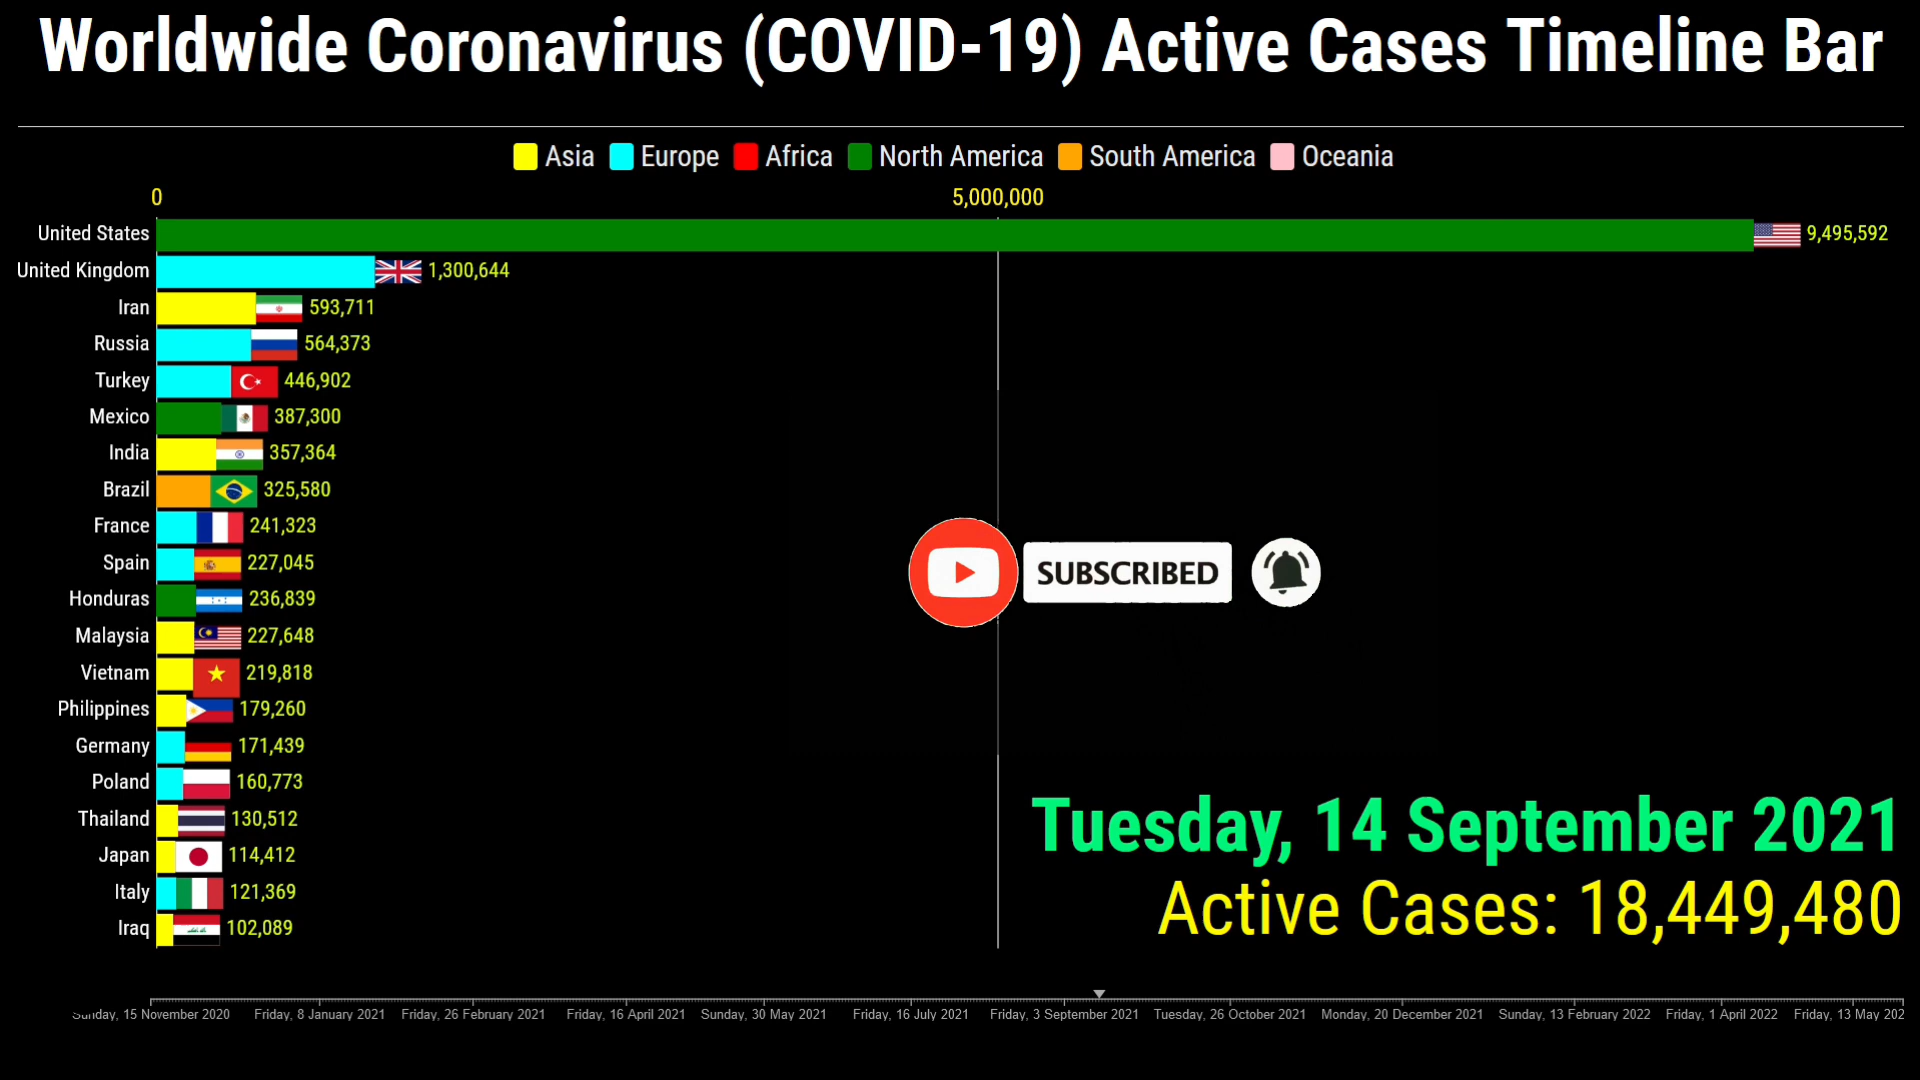 Worldwide Coronavirus (COVID-19) Active Cases Timeline Bar
Asia Europe Africa North America South America Oceania
0 5,000,000
United States 9,495,592
United Kingdom 1,300,644
Iran 593,711
Russia 564,373
Turkey 446,902
Mexico 387,300
India 357,364
Brazil 325,580
France 241,323
Spain 227,045
Honduras 236,839
Malaysia 227,648
Vietnam 219,818
Philippines 179,260
Germany 171,439
Poland 160,773
Thailand 130,512
Japan 114,412
Italy 121,369
Iraq 102,089
SUBSCRIBED
Tuesday, 14 September 2021
Active Cases: 18,449,480
Sunday, 15 November 2020 Friday, 8 January 2021 Friday, 26 February 2021 Friday, 16 April 2021 Sunday, 30 May 2021 Friday, 16 July 2021 Friday, 3 September 2021 Tuesday, 26 October 2021 Monday, 20 December 2021 Sunday, 13 February 2022 Friday, 1 April 2022 Friday, 13 May 202